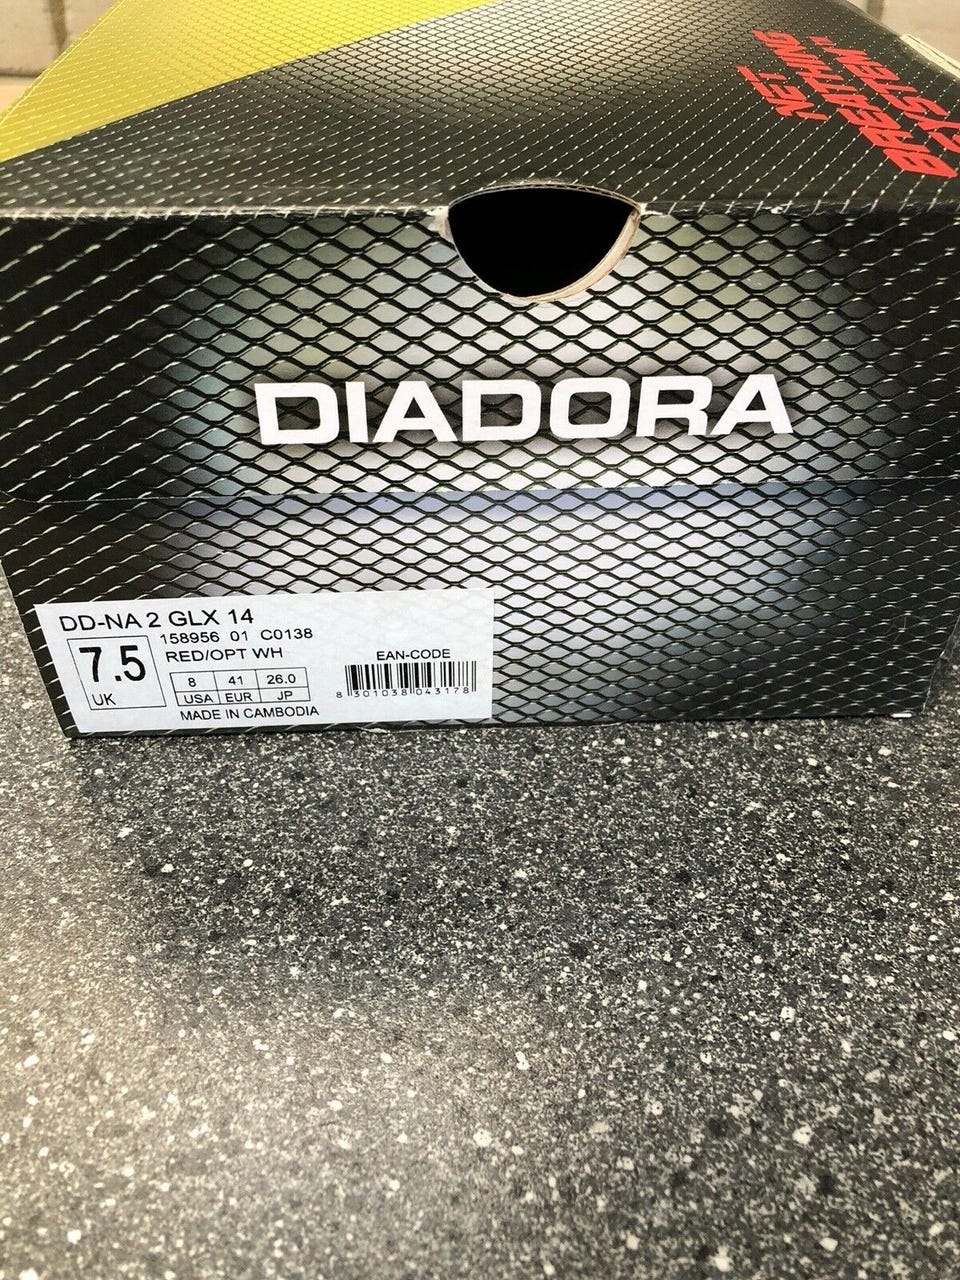 NET
BREATHING
SYSTEM
DIADORA
DD-NA 2 GLX 14
158956 01 C0138
7.5
UK
RED/OPT WH
8 41 26.0
USA EUR JP
MADE IN CAMBODIA
EAN-CODE
8 301038 043178